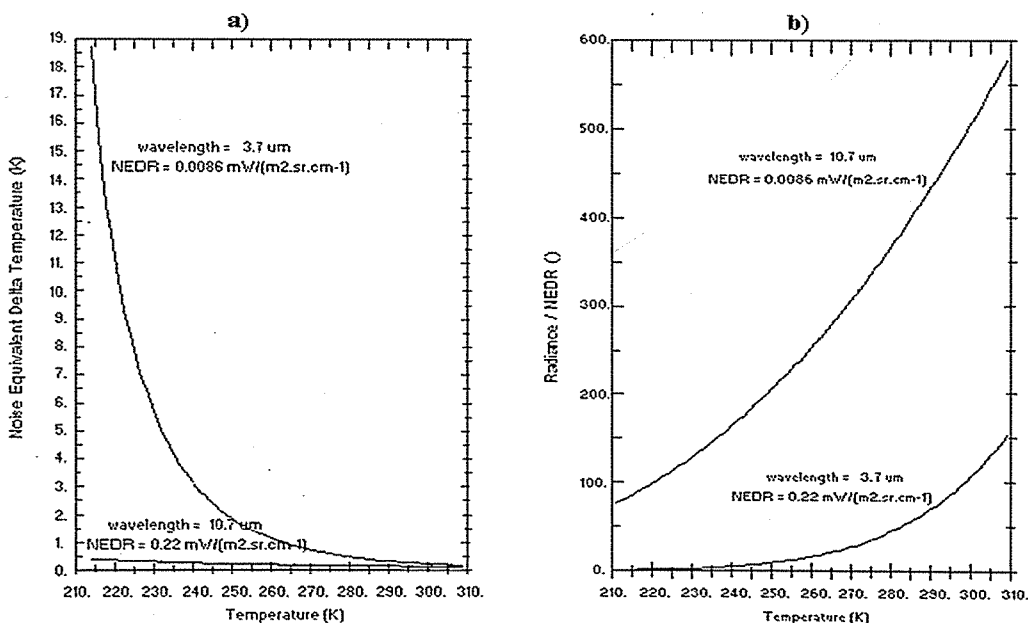 a)
19.
18.
17.
16.
15.
14.
13.
12.
11.
10.
9.
8.
7.
6.
5.
4.
3.
2.
1.
0.
Noise Equivalent Delta Temperature (K)
wavelength = 3.7 um
NEDR = 0.0086 mW/(m2.sr.cm-1)
wavelength = 10.7 um
NEDR = 0.22 mW/(m2.sr.cm-1)
210. 220. 230. 240. 250. 260. 270. 280. 290. 300. 310.
Temperature (K)
b)
600.
500.
400.
300.
200.
100.
0.
Radiance / NEDR ()
wavelength = 10.7 um
NEDR = 0.0086 mW/(m2.sr.cm-1)
wavelength = 3.7 um
NEDR = 0.22 mW/(m2.sr.cm-1)
210. 220. 230. 240. 250. 260. 270. 280. 290. 300. 310.
Temperature (K)